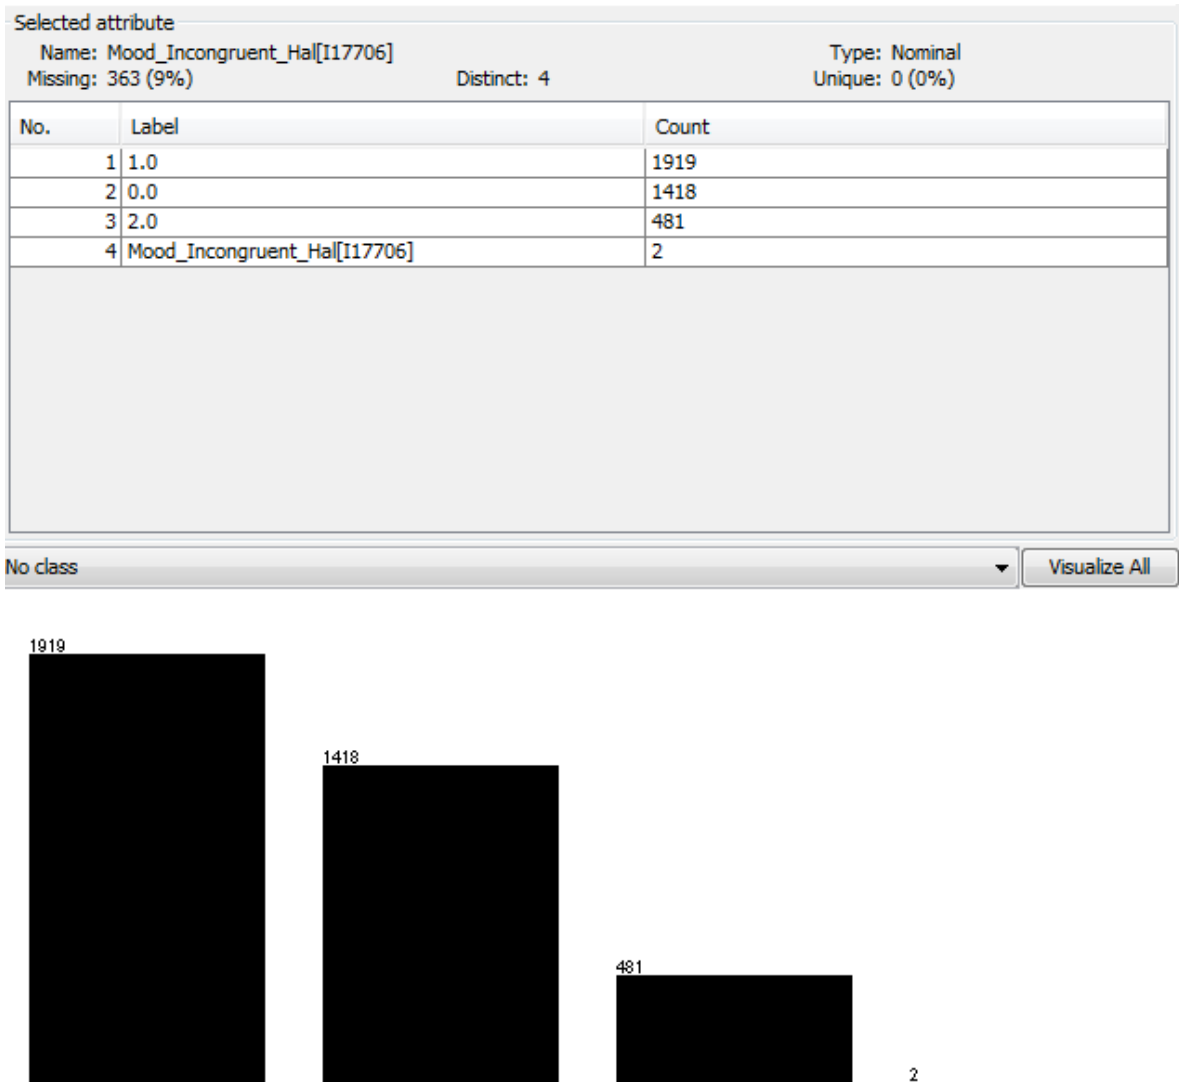 Selected attribute
Name: Mood_Incongruent_Hal[I17706] Type: Nominal
Missing: 363 (9%) Distinct: 4 Unique: 0 (0%)
No. Label Count
1 1.0 1919
2 0.0 1418
3 2.0 481
4 Mood_Incongruent_Hal[I17706] 2
No class Visualize All
1919
1418
481
2